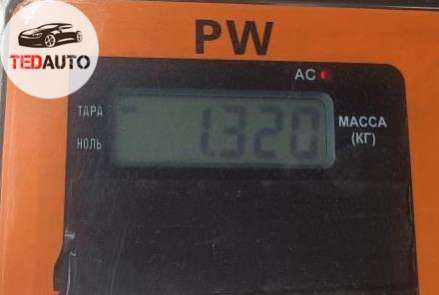 TEDAUTO
PW
AC
ТАРА
1.320
МАССА
(КГ)
НОЛЬ